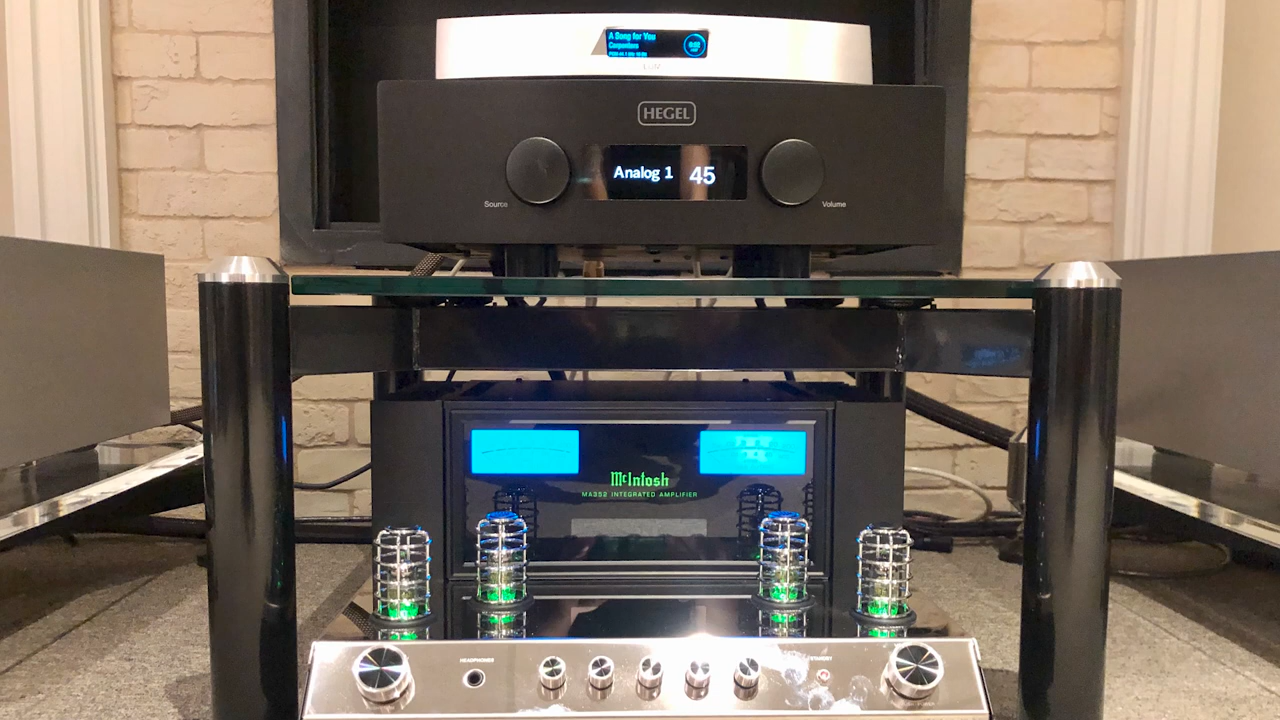 A Song for You
Carpenters
HEGEL
Analog 1 45
Source
Volume
McIntosh
MA352 INTEGRATED AMPLIFIER
HEADPHONES